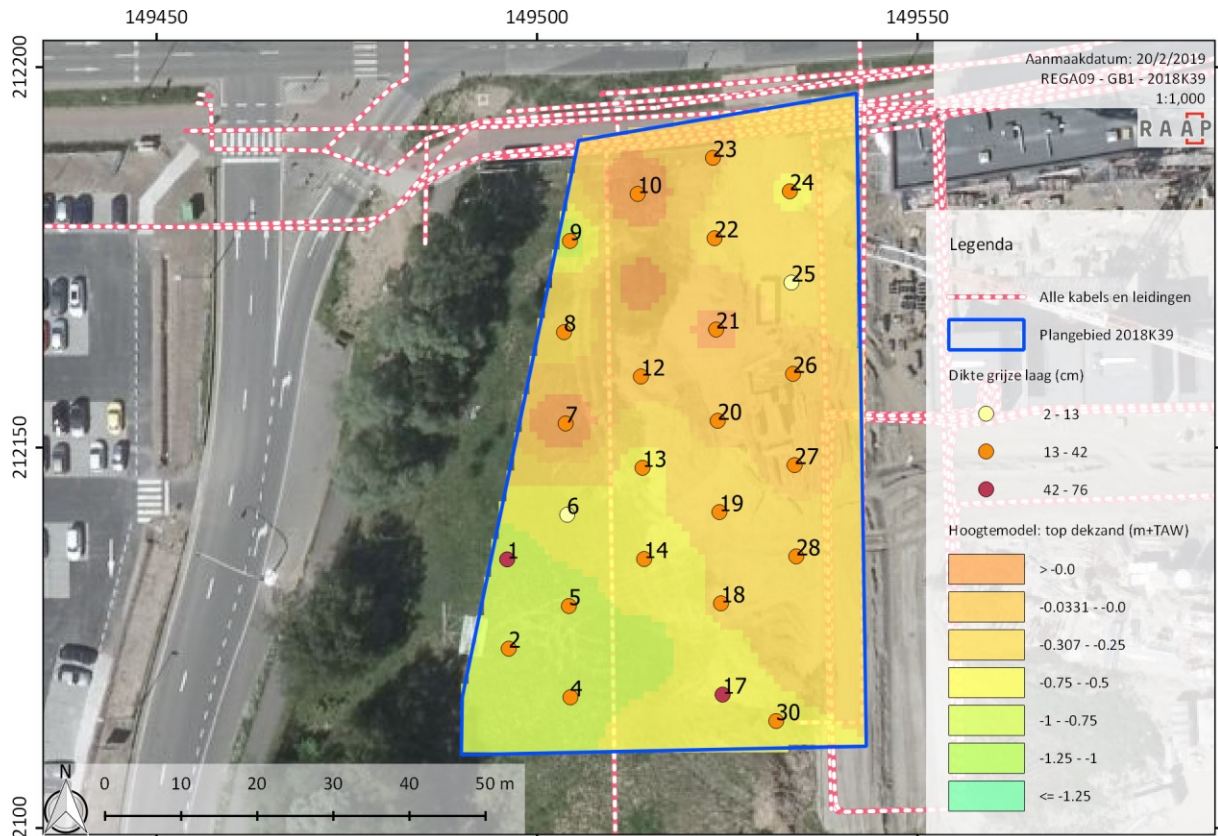 149450
149500
149550
212200
212150
212100
Aanmaakdatum: 20/2/2019
REGA09 - GB1 - 2018K39
1:1,000
RAAP
23
10
24
9
22
25
8
21
12
26
7
20
13
27
6
19
1
14
28
5
18
2
4
17
30
Legenda
Alle kabels en leidingen
Plangebied 2018K39
Dikte grijze laag (cm)
2 - 13
13 - 42
42 - 76
Hoogtemodel: top dekzand (m+TAW)
> -0.0
-0.0331 - -0.0
-0.307 - -0.25
-0.75 - -0.5
-1 - -0.75
-1.25 - -1
<= -1.25
N
0 10 20 30 40 50 m